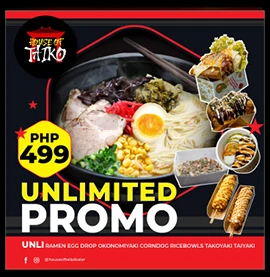 HOUSE OF
TAIKO
PHP
499
UNLIMITED
PROMO
UNLI RAMEN EGG DROP OKONOMIYAKI CORNDOG RICEBOWLS TAKOYAKI TAIYAKI